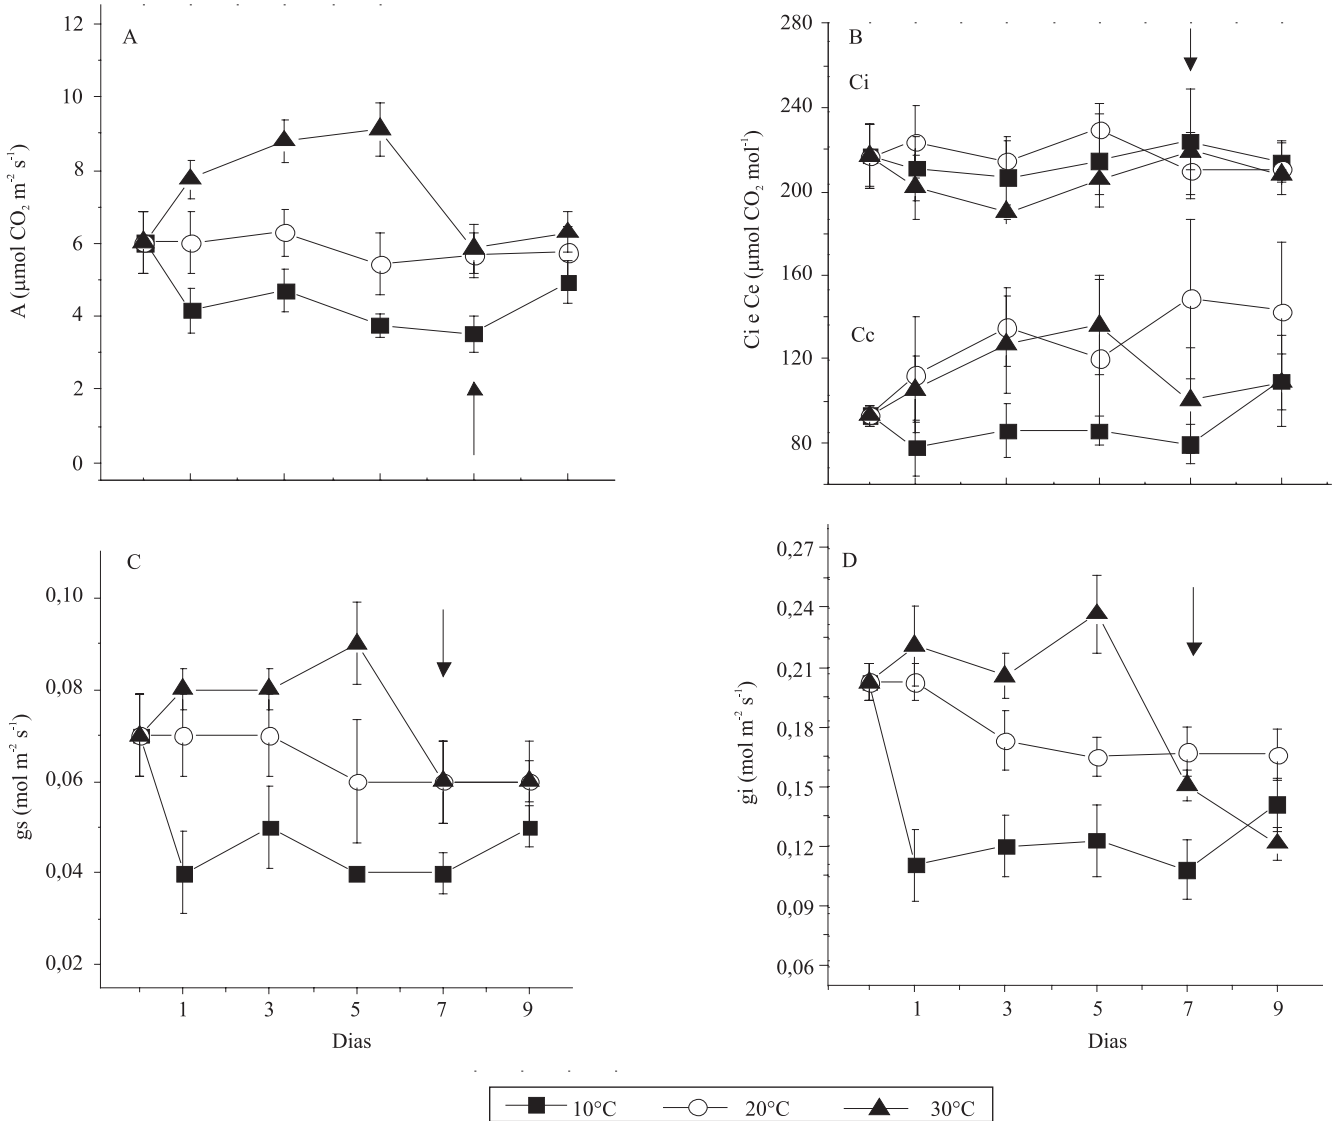 A
12
10
8
6
4
2
0
A (µmol CO₂ m⁻² s⁻¹)
B
Ci
Cc
280
240
200
160
120
80
Ci e Ce (µmol CO₂ mol⁻¹)
C
0,10
0,08
0,06
0,04
0,02
gs (mol m⁻² s⁻¹)
1 3 5 7 9
Dias
D
0,27
0,24
0,21
0,18
0,15
0,12
0,09
0,06
gi (mol m⁻² s⁻¹)
1 3 5 7 9
Dias
10°C 20°C 30°C